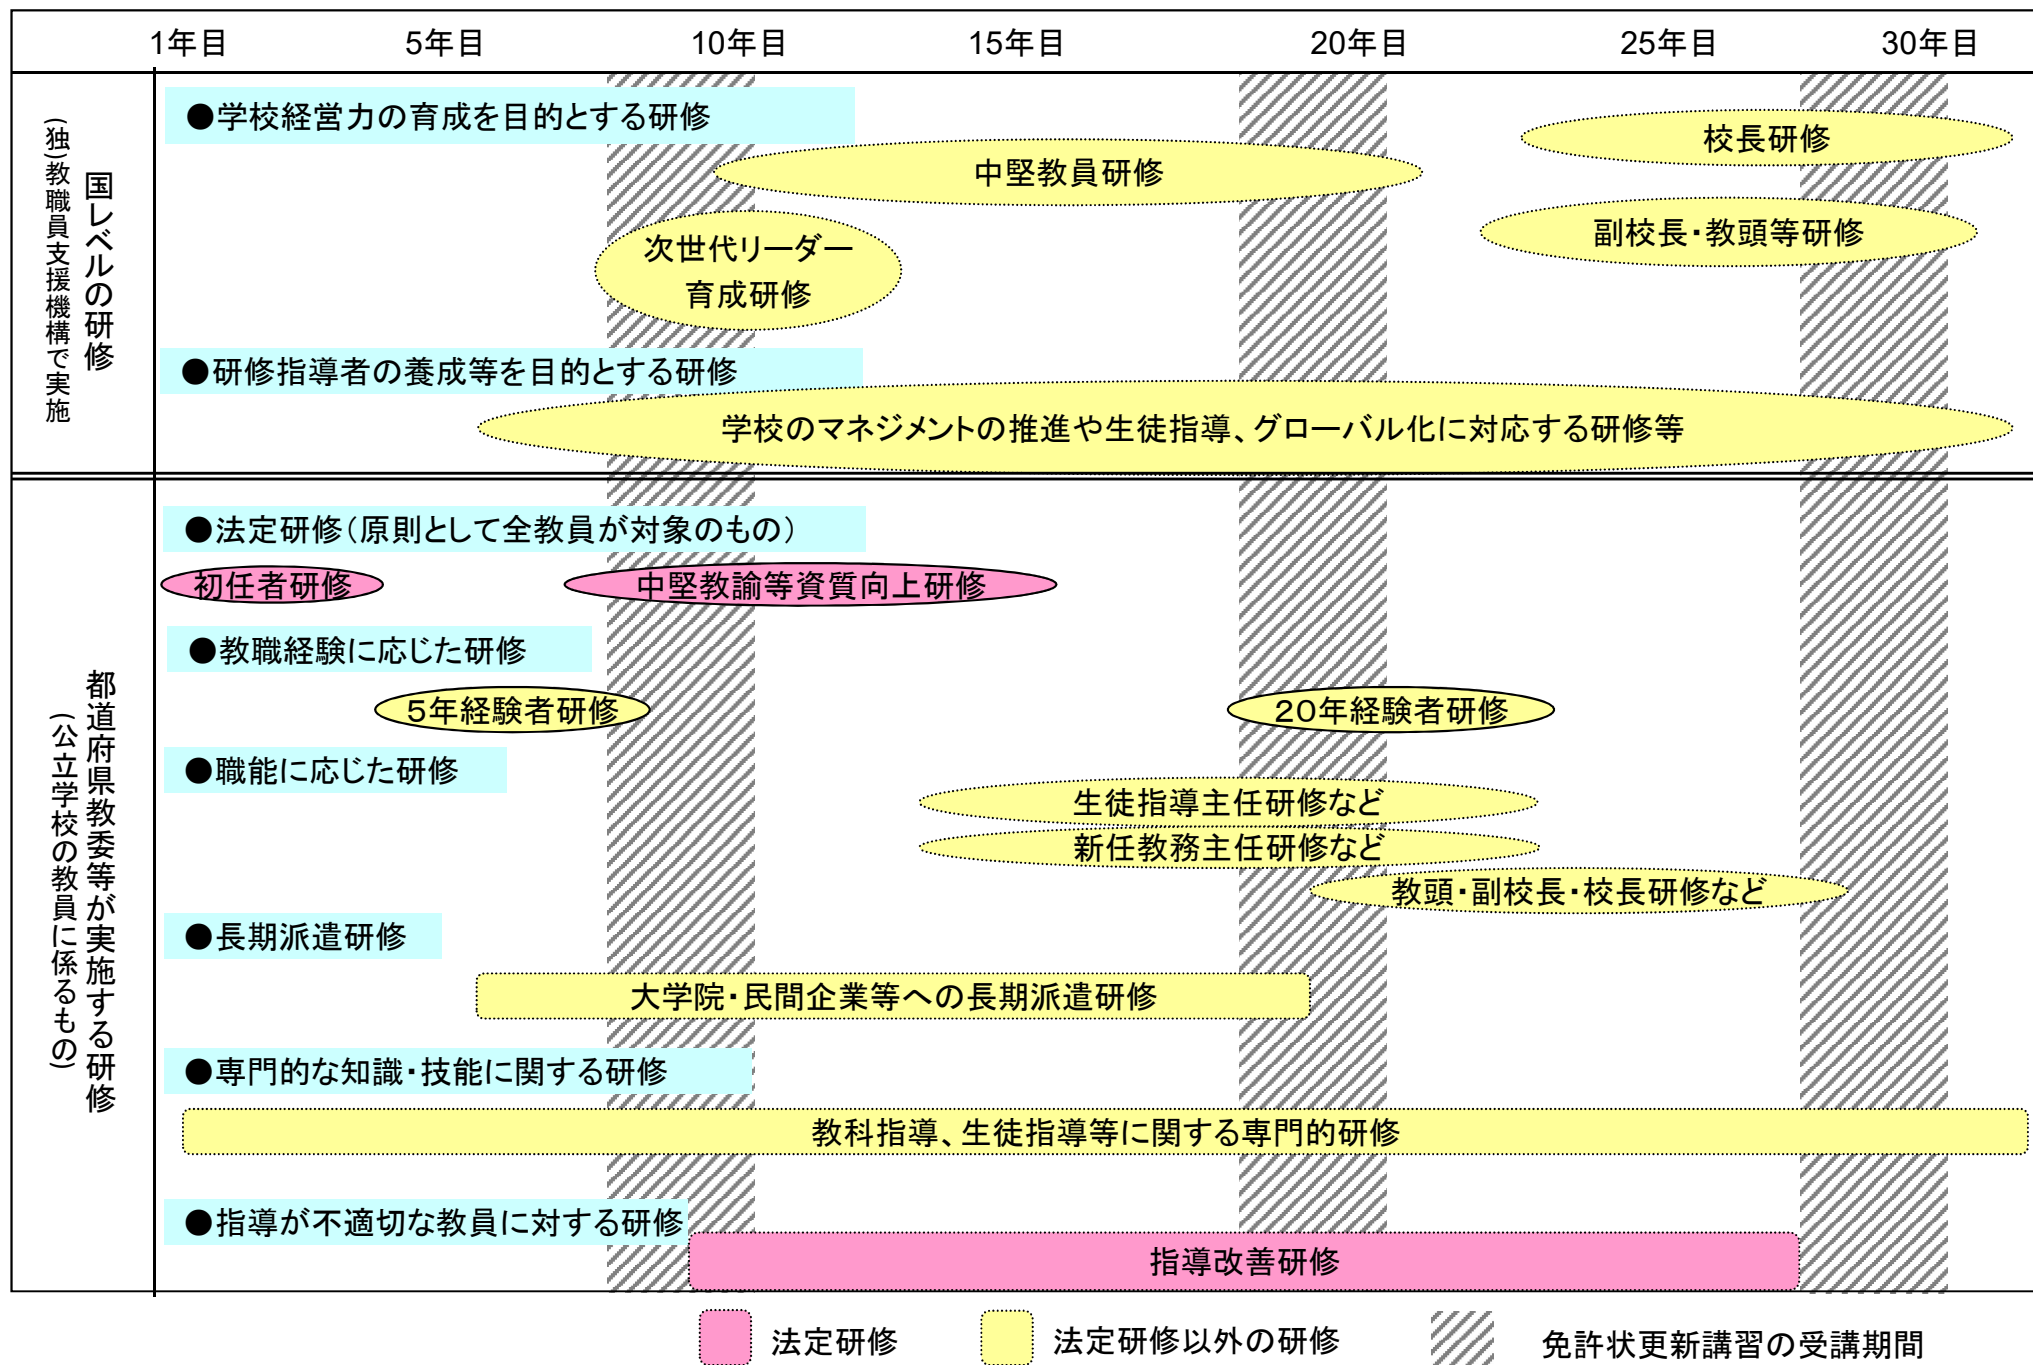 1年目 5年目 10年目 15年目 20年目 25年目 30年目
国レベルの研修
(独)教職員支援機構で実施
●学校経営力の育成を目的とする研修
校長研修
中堅教員研修
副校長・教頭等研修
次世代リーダー
育成研修
●研修指導者の養成等を目的とする研修
学校のマネジメントの推進や生徒指導、グローバル化に対応する研修等
都道府県教委等が実施する研修
(公立学校の教員に係るもの)
●法定研修(原則として全教員が対象のもの)
初任者研修 中堅教諭等資質向上研修
●教職経験に応じた研修
5年経験者研修 20年経験者研修
●職能に応じた研修
生徒指導主任研修など
新任教務主任研修など
教頭・副校長・校長研修など
●長期派遣研修
大学院・民間企業等への長期派遣研修
●専門的な知識・技能に関する研修
教科指導、生徒指導等に関する専門的研修
●指導が不適切な教員に対する研修
指導改善研修
法定研修 法定研修以外の研修 免許状更新講習の受講期間